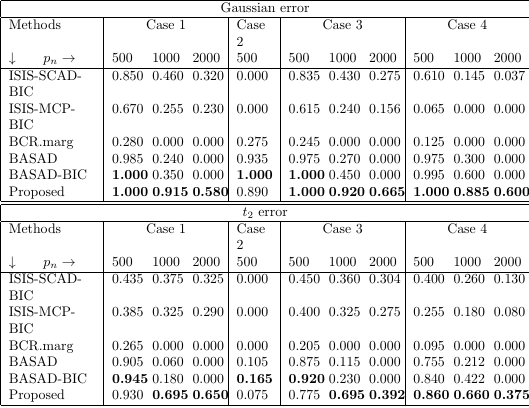 Gaussian error
Methods Case 1 Case Case 3 Case 4
2
↓ pₙ → 500 1000 2000 500 500 1000 2000 500 1000 2000
ISIS-SCAD- 0.850 0.460 0.320 0.000 0.835 0.430 0.275 0.610 0.145 0.037
BIC
ISIS-MCP- 0.670 0.255 0.230 0.000 0.615 0.240 0.156 0.065 0.000 0.000
BIC
BCR.marg 0.280 0.000 0.000 0.275 0.245 0.000 0.000 0.125 0.000 0.000
BASAD 0.985 0.240 0.000 0.935 0.975 0.270 0.000 0.975 0.300 0.000
BASAD-BIC 1.000 0.350 0.000 1.000 1.000 0.450 0.000 0.995 0.600 0.000
Proposed 1.000 0.915 0.580 0.890 1.000 0.920 0.665 1.000 0.885 0.600
t₂ error
Methods Case 1 Case Case 3 Case 4
2
↓ pₙ → 500 1000 2000 500 500 1000 2000 500 1000 2000
ISIS-SCAD- 0.435 0.375 0.325 0.000 0.450 0.360 0.304 0.400 0.260 0.130
BIC
ISIS-MCP- 0.385 0.325 0.290 0.000 0.400 0.325 0.275 0.255 0.180 0.080
BIC
BCR.marg 0.265 0.000 0.000 0.000 0.205 0.000 0.000 0.095 0.000 0.000
BASAD 0.905 0.060 0.000 0.105 0.875 0.115 0.000 0.755 0.212 0.000
BASAD-BIC 0.945 0.180 0.000 0.165 0.920 0.230 0.000 0.840 0.422 0.000
Proposed 0.930 0.695 0.650 0.075 0.775 0.695 0.392 0.860 0.660 0.375